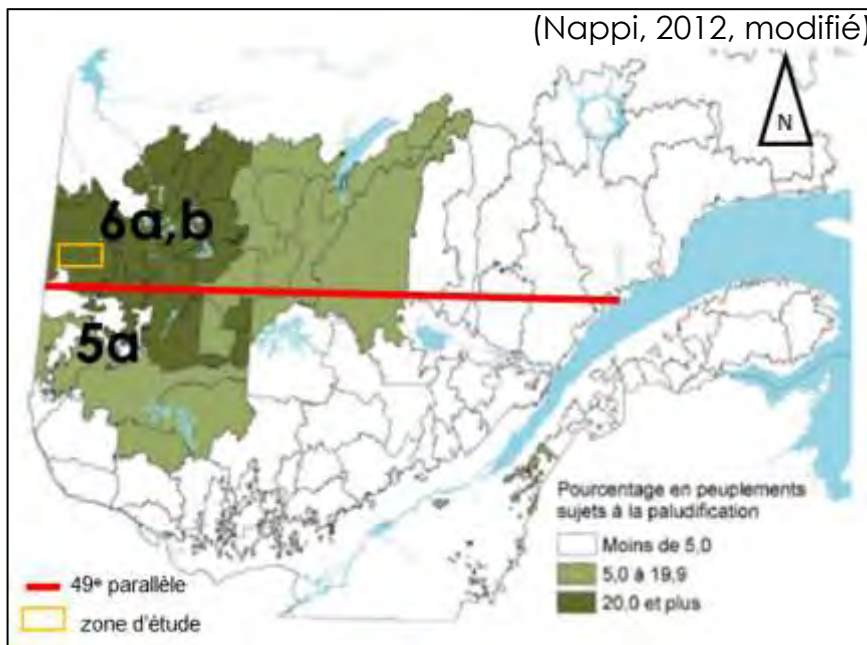 (Nappi, 2012, modifié)
N
6a,b
5a
Pourcentage en peuplements
sujets à la paludification
Moins de 5,0
5,0 à 19,9
20,0 et plus
49e parallèle
zone d'étude